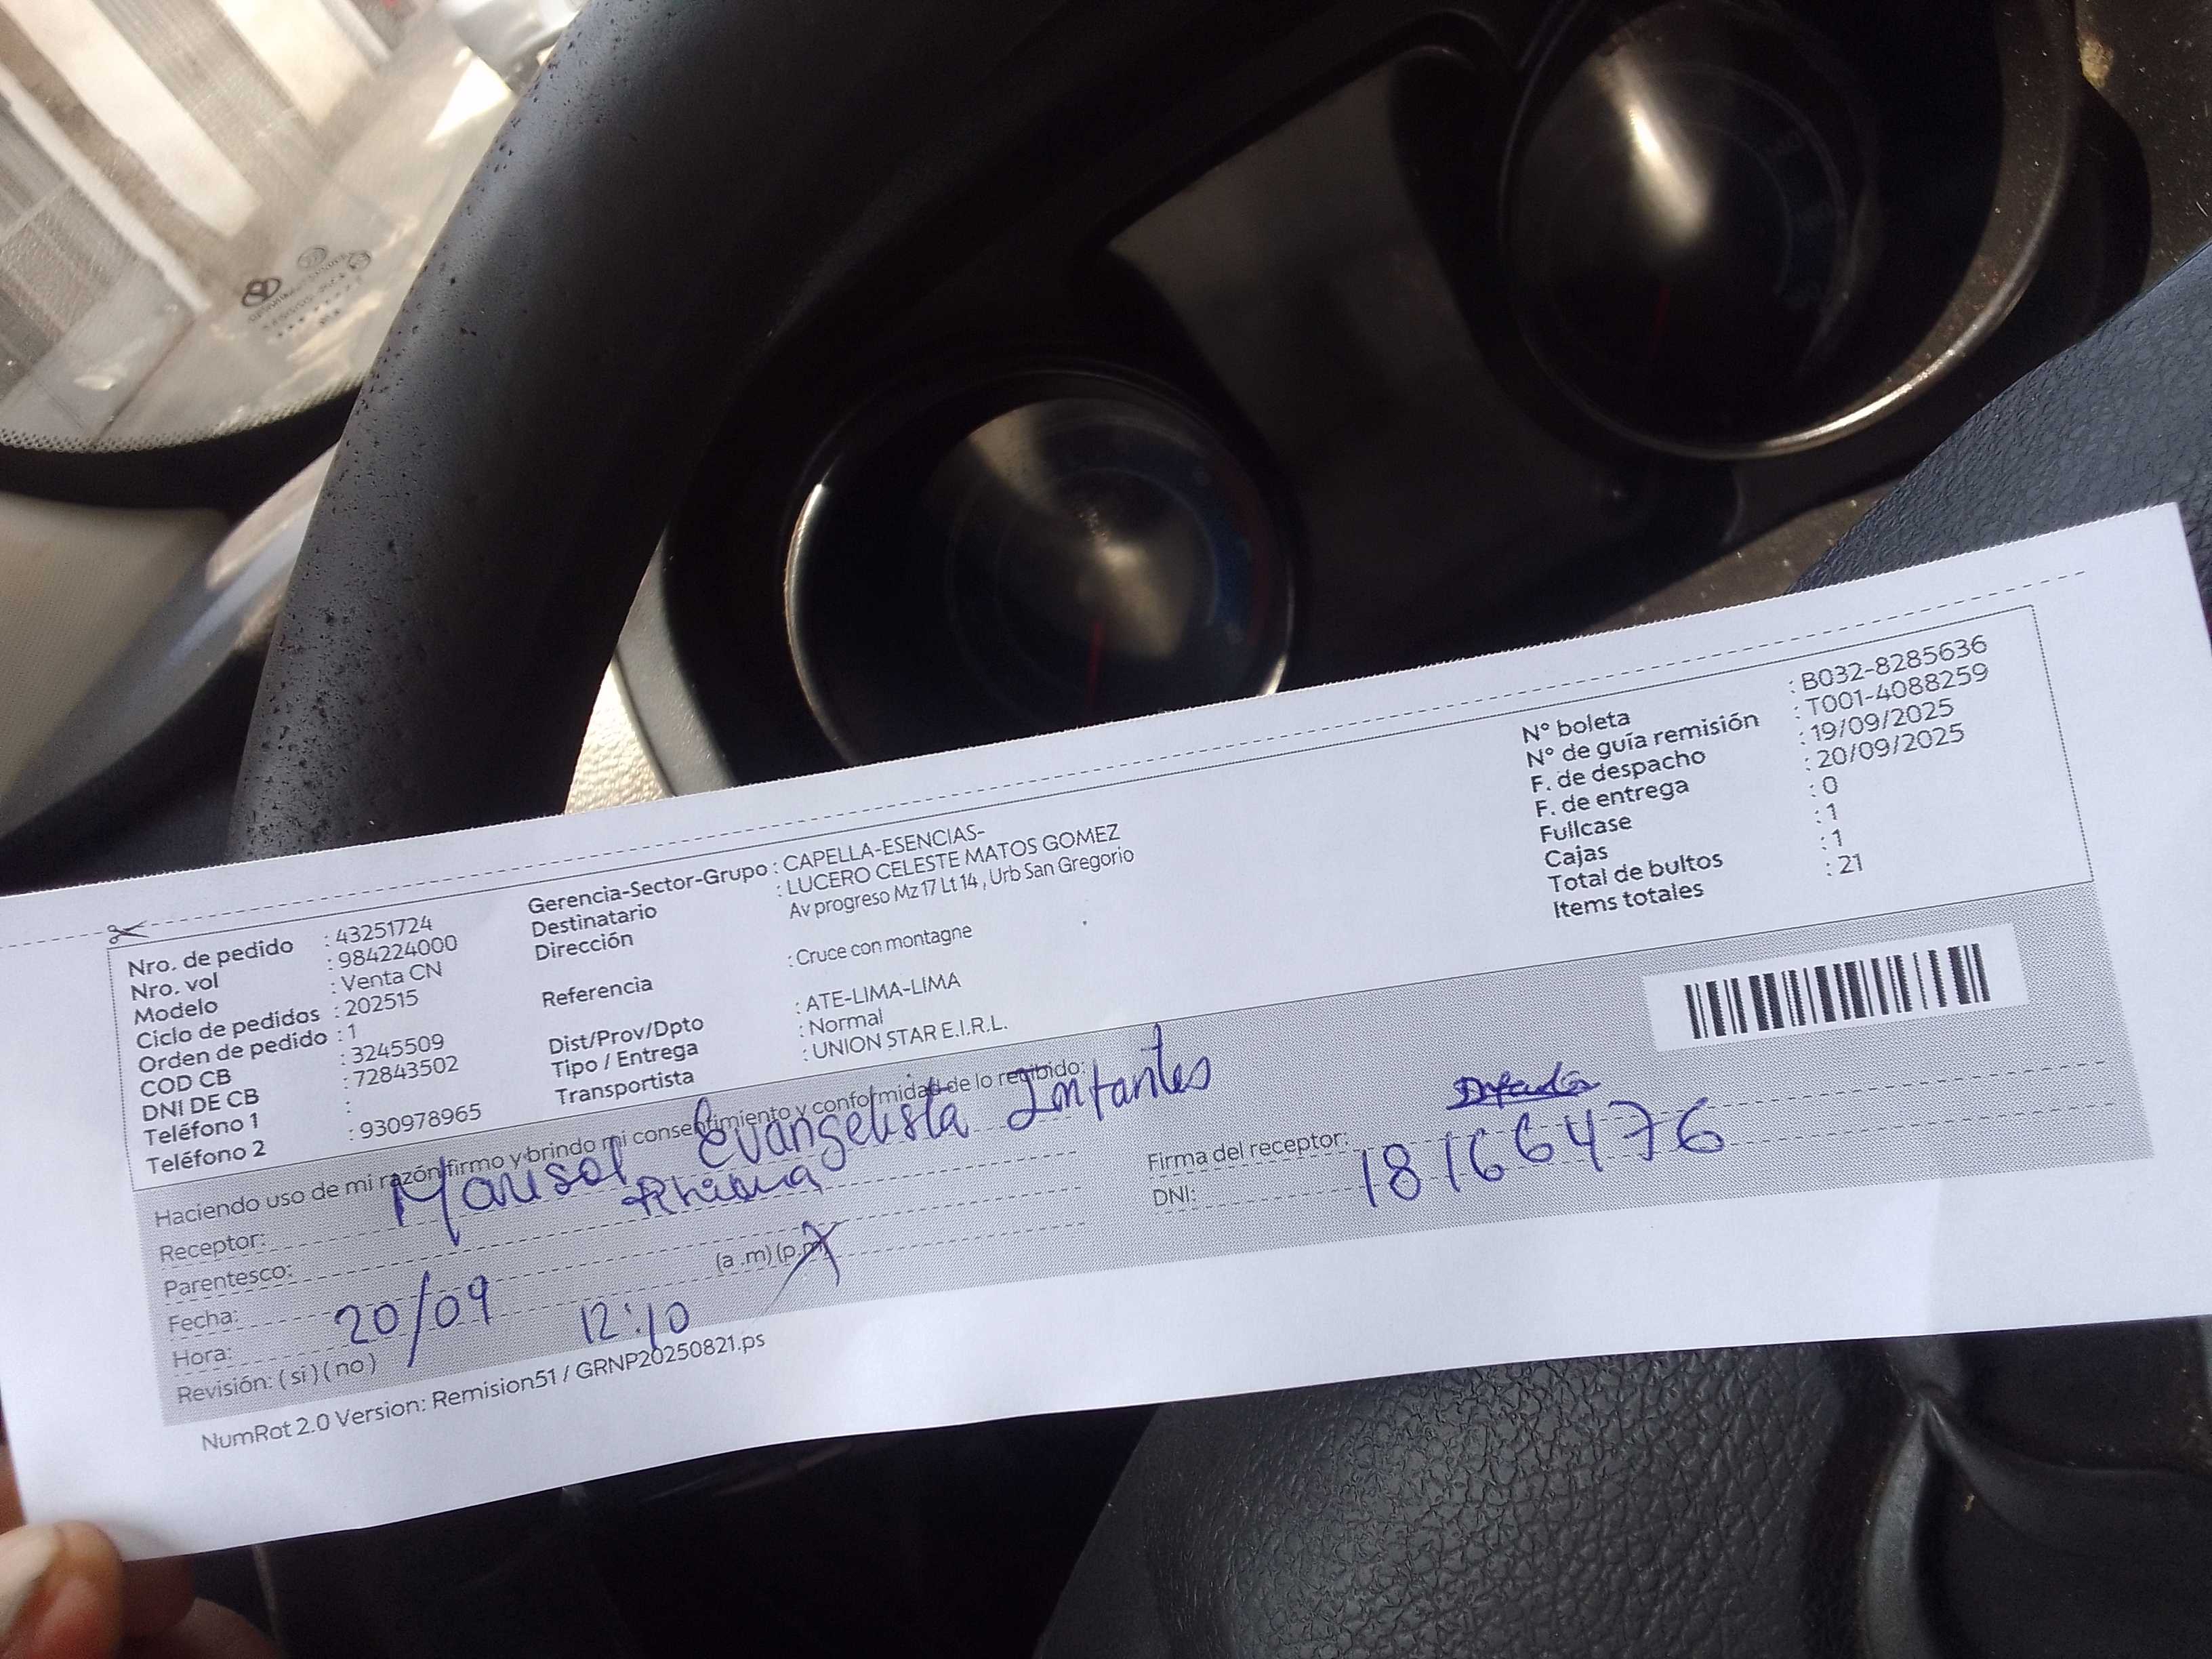 Nro. de pedido : 43251724
Nro. vol : 984224000
Modelo : Venta CN
Ciclo de pedidos : 202515
Orden de pedido : 1
COD CB : 3245509
DNI DE CB : 72843502
Teléfono 1 :
Teléfono 2 : 930978965
Gerencia-Sector-Grupo : CAPELLA-ESENCIAS-
Destinatario : LUCERO CELESTE MATOS GOMEZ
Dirección Av progreso Mz 17 Lt 14 , Urb San Gregorio
Referencia : Cruce con montagne
Dist/Prov/Dpto : ATE-LIMA-LIMA
Tipo / Entrega : Normal
Transportista : UNION STAR E.I.R.L.
N° boleta : B032-8285636
N° de guía remisión : T001-4088259
F. de despacho : 19/09/2025
F. de entrega : 20/09/2025
Fullcase : 0
Cajas : 1
Total de bultos : 1
Items totales : 21
Haciendo uso de mi razón firmo y brindo mi consentimiento y conformidad de lo recibido:
Receptor: Marisol Evangelista Infantes
Parentesco:
Fecha: 20/09
Hora: 12:10 (a .m) (p.m)
Revisión: ( si ) ( no )
Firma del receptor:
DNI: 18166476
NumRot 2.0 Version: Remision51 / GRNP20250821.ps